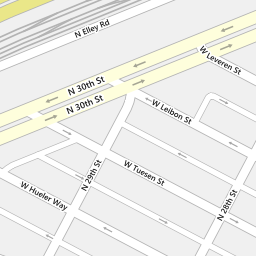 N Elley Rd
W Leveren St
N 30th St
N 30th St
W Leibon St
W Tuesen St
N 29th St
W Hueler Way
N 28th St